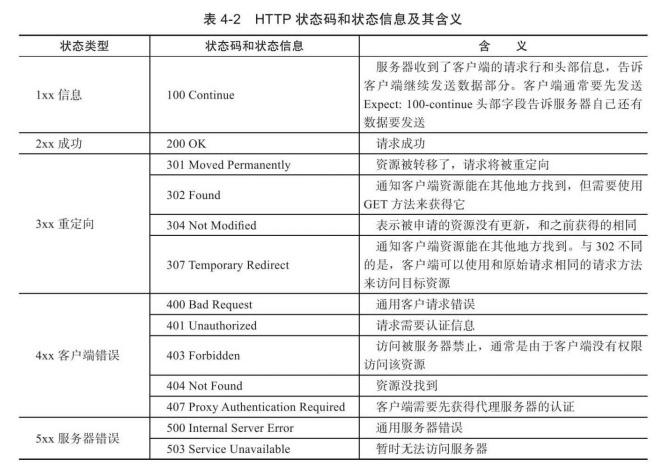 表 4-2 HTTP 状态码和状态信息及其含义
状态类型 状态码和状态信息 含 义
1xx 信息 100 Continue 服务器收到了客户端的请求行和头部信息，告诉
客户端继续发送数据部分。客户端通常要先发送
Expect: 100-continue 头部字段告诉服务器自己还有
数据要发送
2xx 成功 200 OK 请求成功
3xx 重定向 301 Moved Permanently 资源被转移了，请求将被重定向
302 Found 通知客户端资源能在其他地方找到，但需要使用
GET 方法来获得它
304 Not Modified 表示被申请的资源没有更新，和之前获得的相同
307 Temporary Redirect 通知客户端资源能在其他地方找到。与 302 不同
的是，客户端可以使用和原始请求相同的请求方法
来访问目标资源
4xx 客户端错误 400 Bad Request 通用客户请求错误
401 Unauthorized 请求需要认证信息
403 Forbidden 访问被服务器禁止，通常是由于客户端没有权限
访问该资源
404 Not Found 资源没找到
407 Proxy Authentication Required 客户端需要先获得代理服务器的认证
5xx 服务器错误 500 Internal Server Error 通用服务器错误
503 Service Unavailable 暂时无法访问服务器